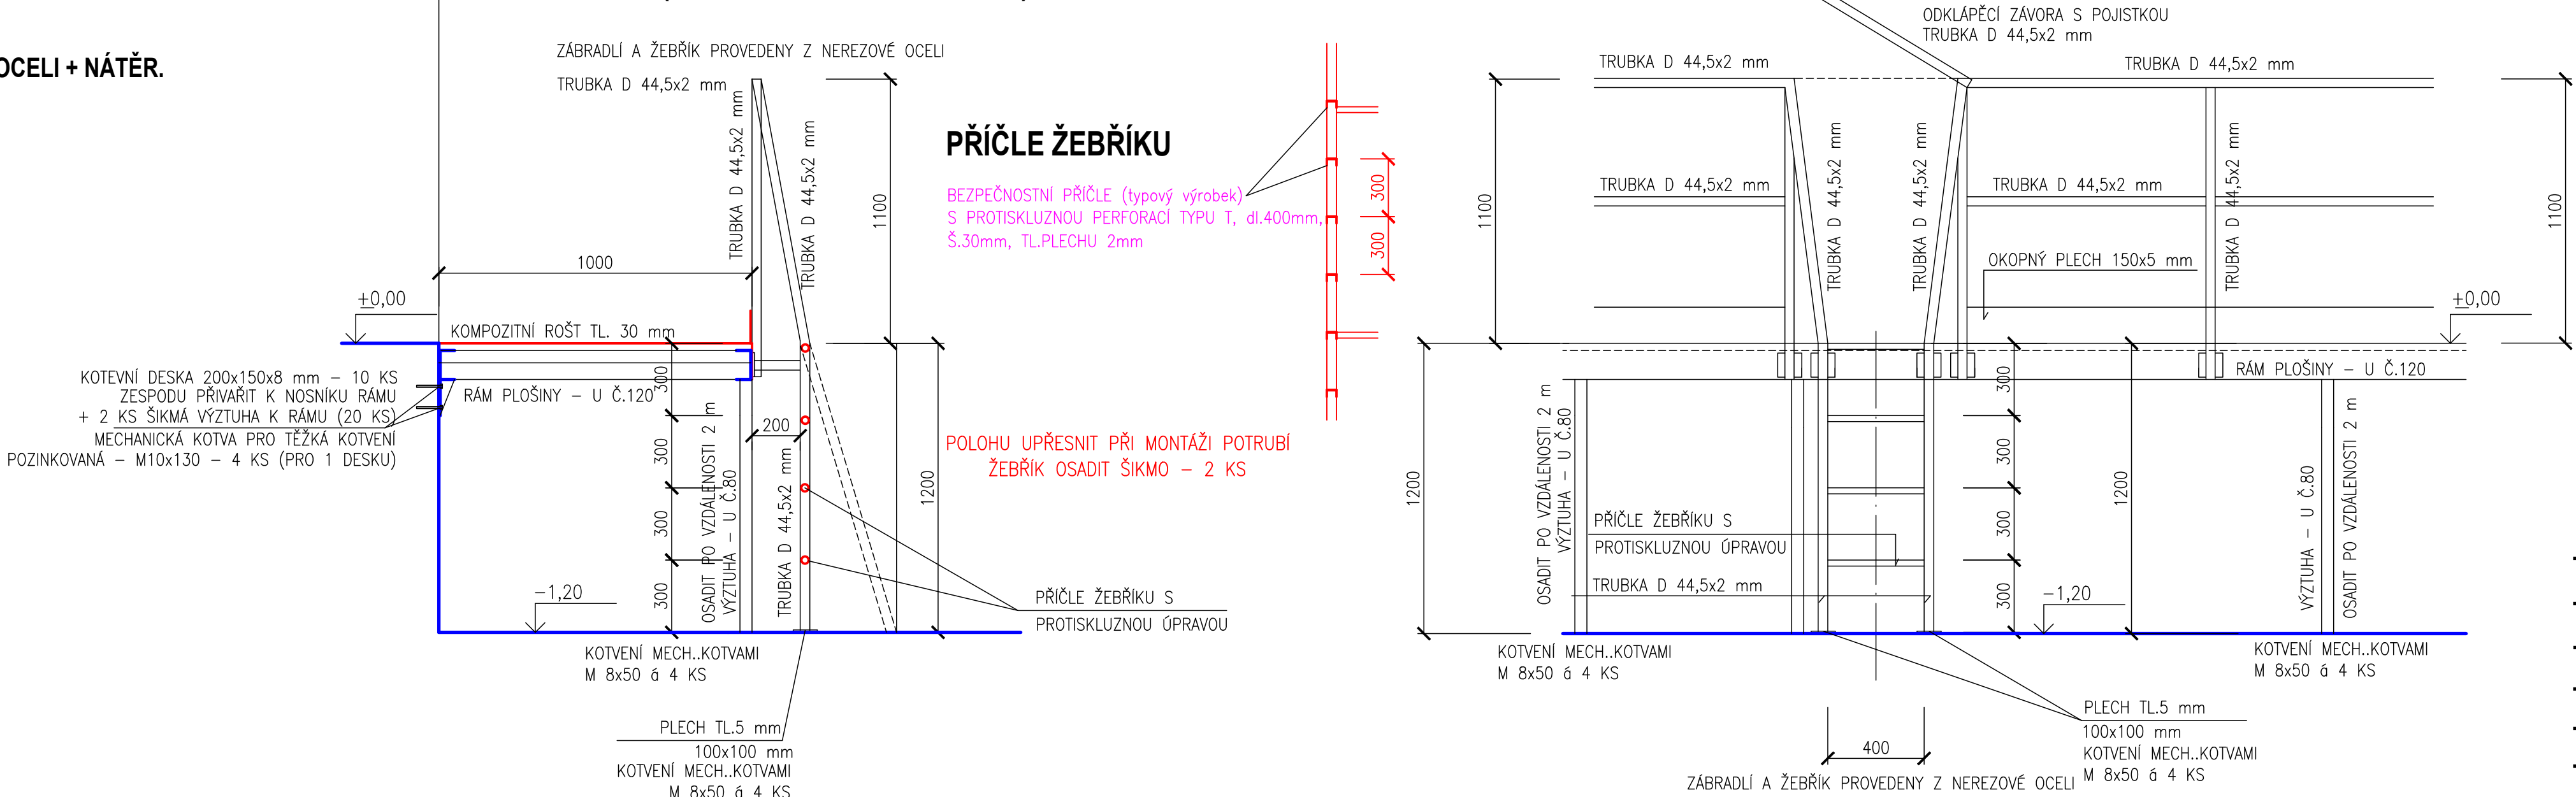 OCELI + NÁTĚR.
ZÁBRADLÍ A ŽEBŘÍK PROVEDENY Z NEREZOVÉ OCELI
TRUBKA D 44,5x2 mm
TRUBKA D 44,5x2 mm
TRUBKA D 44,5x2 mm
1100
1000
+0,00
KOMPOZITNÍ ROŠT TL. 30 mm
KOTEVNÍ DESKA 200x150x8 mm – 10 KS
ZESPODU PŘIVAŘIT K NOSNÍKU RÁMU
+ 2 KS ŠIKMÁ VÝZTUHA K RÁMU (20 KS)
MECHANICKÁ KOTVA PRO TĚŽKÁ KOTVENÍ
POZINKOVANÁ – M10x130 – 4 KS (PRO 1 DESKU)
RÁM PLOŠINY – U Č.120
300
300
300
300
200
OSADIT PO VZDÁLENOSTI 2 m
VÝZTUHA – U Č.80
TRUBKA D 44,5x2 mm
1200
–1,20
PŘÍČLE ŽEBŘÍKU S
PROTISKLUZNOU ÚPRAVOU
KOTVENÍ MECH..KOTVAMI
M 8x50 á 4 KS
PLECH TL.5 mm
100x100 mm
KOTVENÍ MECH..KOTVAMI
M 8x50 á 4 KS
PŘÍČLE ŽEBŘÍKU
BEZPEČNOSTNÍ PŘÍČLE (typový výrobek)
S PROTISKLUZNOU PERFORACÍ TYPU T, dl.400mm,
Š.30mm, TL.PLECHU 2mm
300
300
POLOHU UPŘESNIT PŘI MONTÁŽI POTRUBÍ
ŽEBŘÍK OSADIT ŠIKMO – 2 KS
ODKLÁPĚCÍ ZÁVORA S POJISTKOU
TRUBKA D 44,5x2 mm
TRUBKA D 44,5x2 mm
TRUBKA D 44,5x2 mm
1100
TRUBKA D 44,5x2 mm
TRUBKA D 44,5x2 mm
TRUBKA D 44,5x2 mm
TRUBKA D 44,5x2 mm
TRUBKA D 44,5x2 mm
1100
OKOPNÝ PLECH 150x5 mm
+0,00
RÁM PLOŠINY – U Č.120
1200
OSADIT PO VZDÁLENOSTI 2 m
VÝZTUHA – U Č.80
PŘÍČLE ŽEBŘÍKU S
PROTISKLUZNOU ÚPRAVOU
TRUBKA D 44,5x2 mm
300
300
300
300
1200
–1,20
VÝZTUHA – U Č.80
OSADIT PO VZDÁLENOSTI 2 m
KOTVENÍ MECH..KOTVAMI
M 8x50 á 4 KS
KOTVENÍ MECH..KOTVAMI
M 8x50 á 4 KS
PLECH TL.5 mm
100x100 mm
KOTVENÍ MECH..KOTVAMI
M 8x50 á 4 KS
400
ZÁBRADLÍ A ŽEBŘÍK PROVEDENY Z NEREZOVÉ OCELI